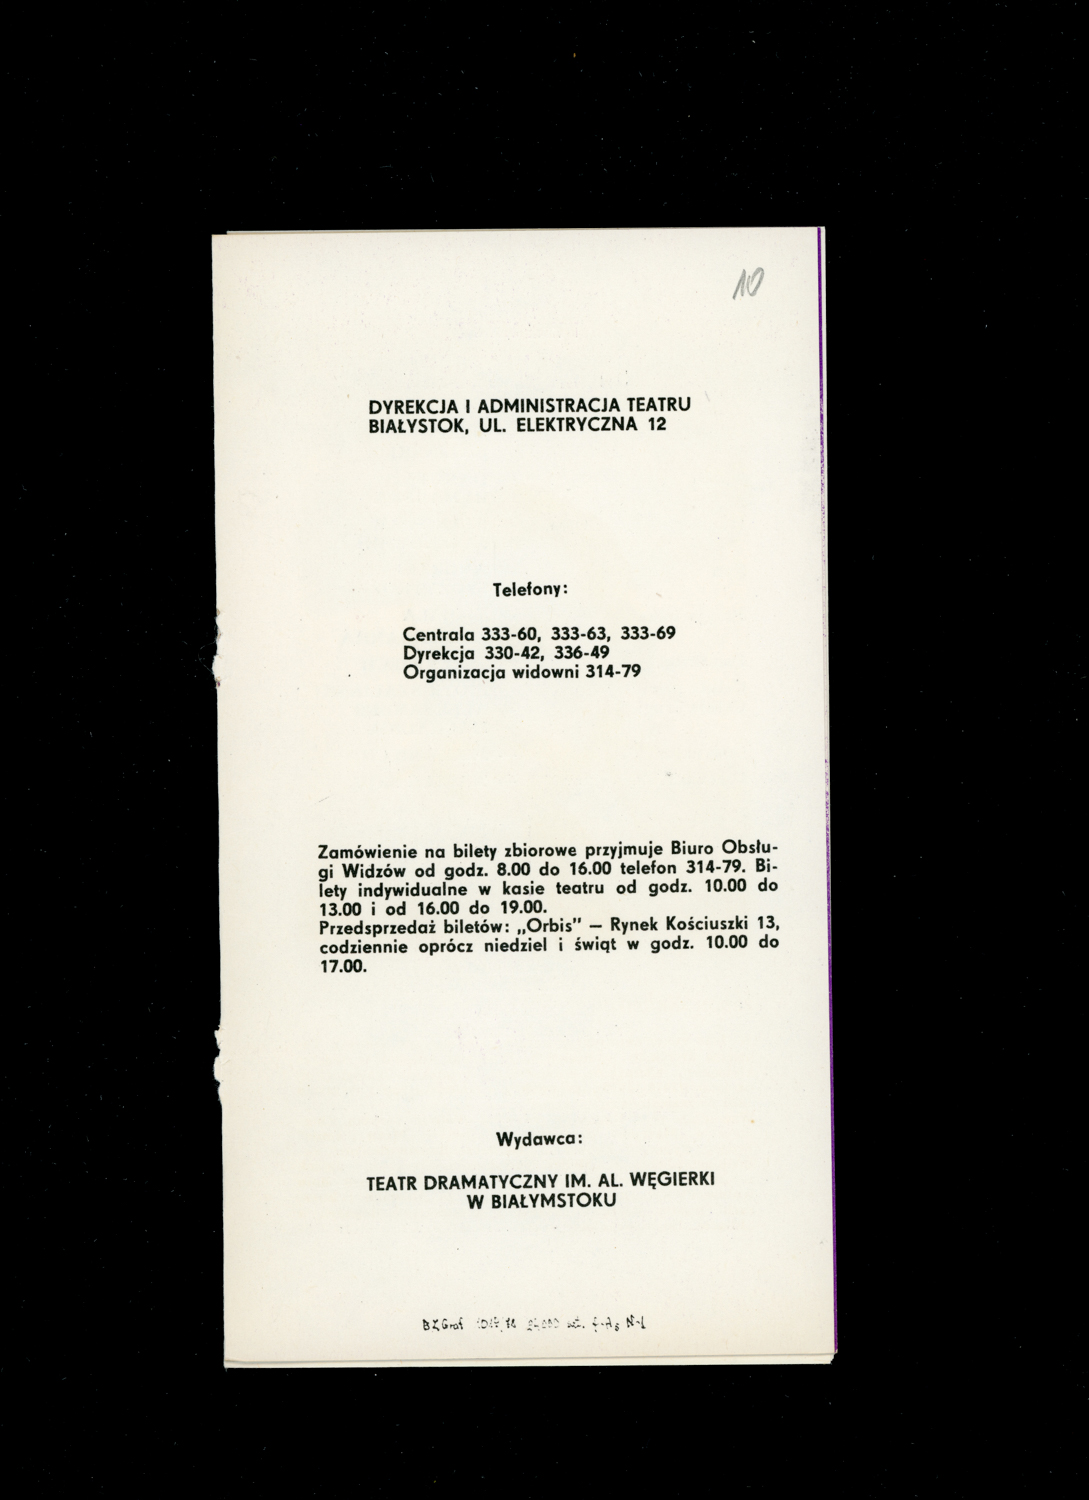 10
DYREKCJA I ADMINISTRACJA TEATRU
BIAŁYSTOK, UL. ELEKTRYCZNA 12
Telefony:
Centrala 333-60, 333-63, 333-69
Dyrekcja 330-42, 336-49
Organizacja widowni 314-79
Zamówienie na bilety zbiorowe przyjmuje Biuro Obsłu-
gi Widzów od godz. 8.00 do 16.00 telefon 314-79. Bi-
lety indywidualne w kasie teatru od godz. 10.00 do
13.00 i od 16.00 do 19.00.
Przedsprzedaż biletów: „Orbis" — Rynek Kościuszki 13,
codziennie oprócz niedziel i świąt w godz. 10.00 do
17.00.
Wydawca:
TEATR DRAMATYCZNY IM. AL. WĘGIERKI
W BIAŁYMSTOKU
BZGraf